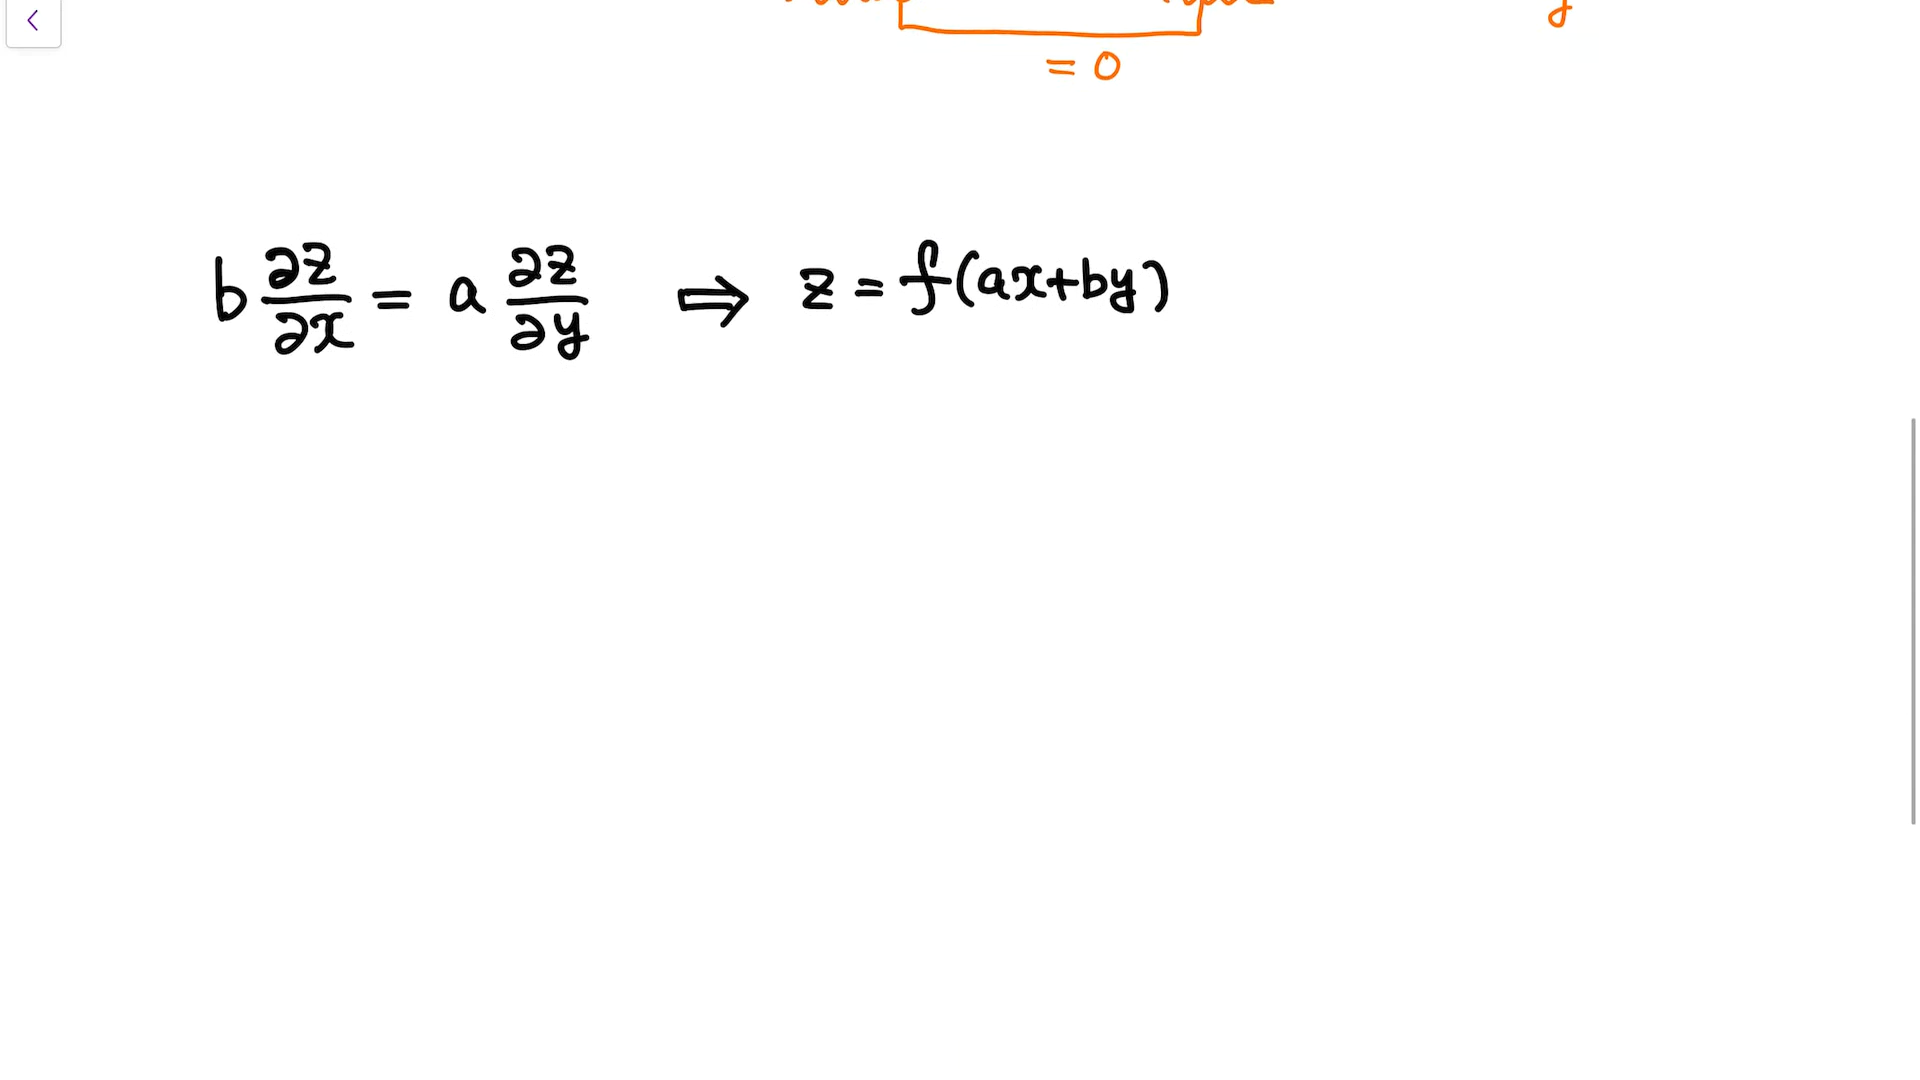 = 0
b ∂z/∂x = a ∂z/∂y ⇒ z = f(ax+by)